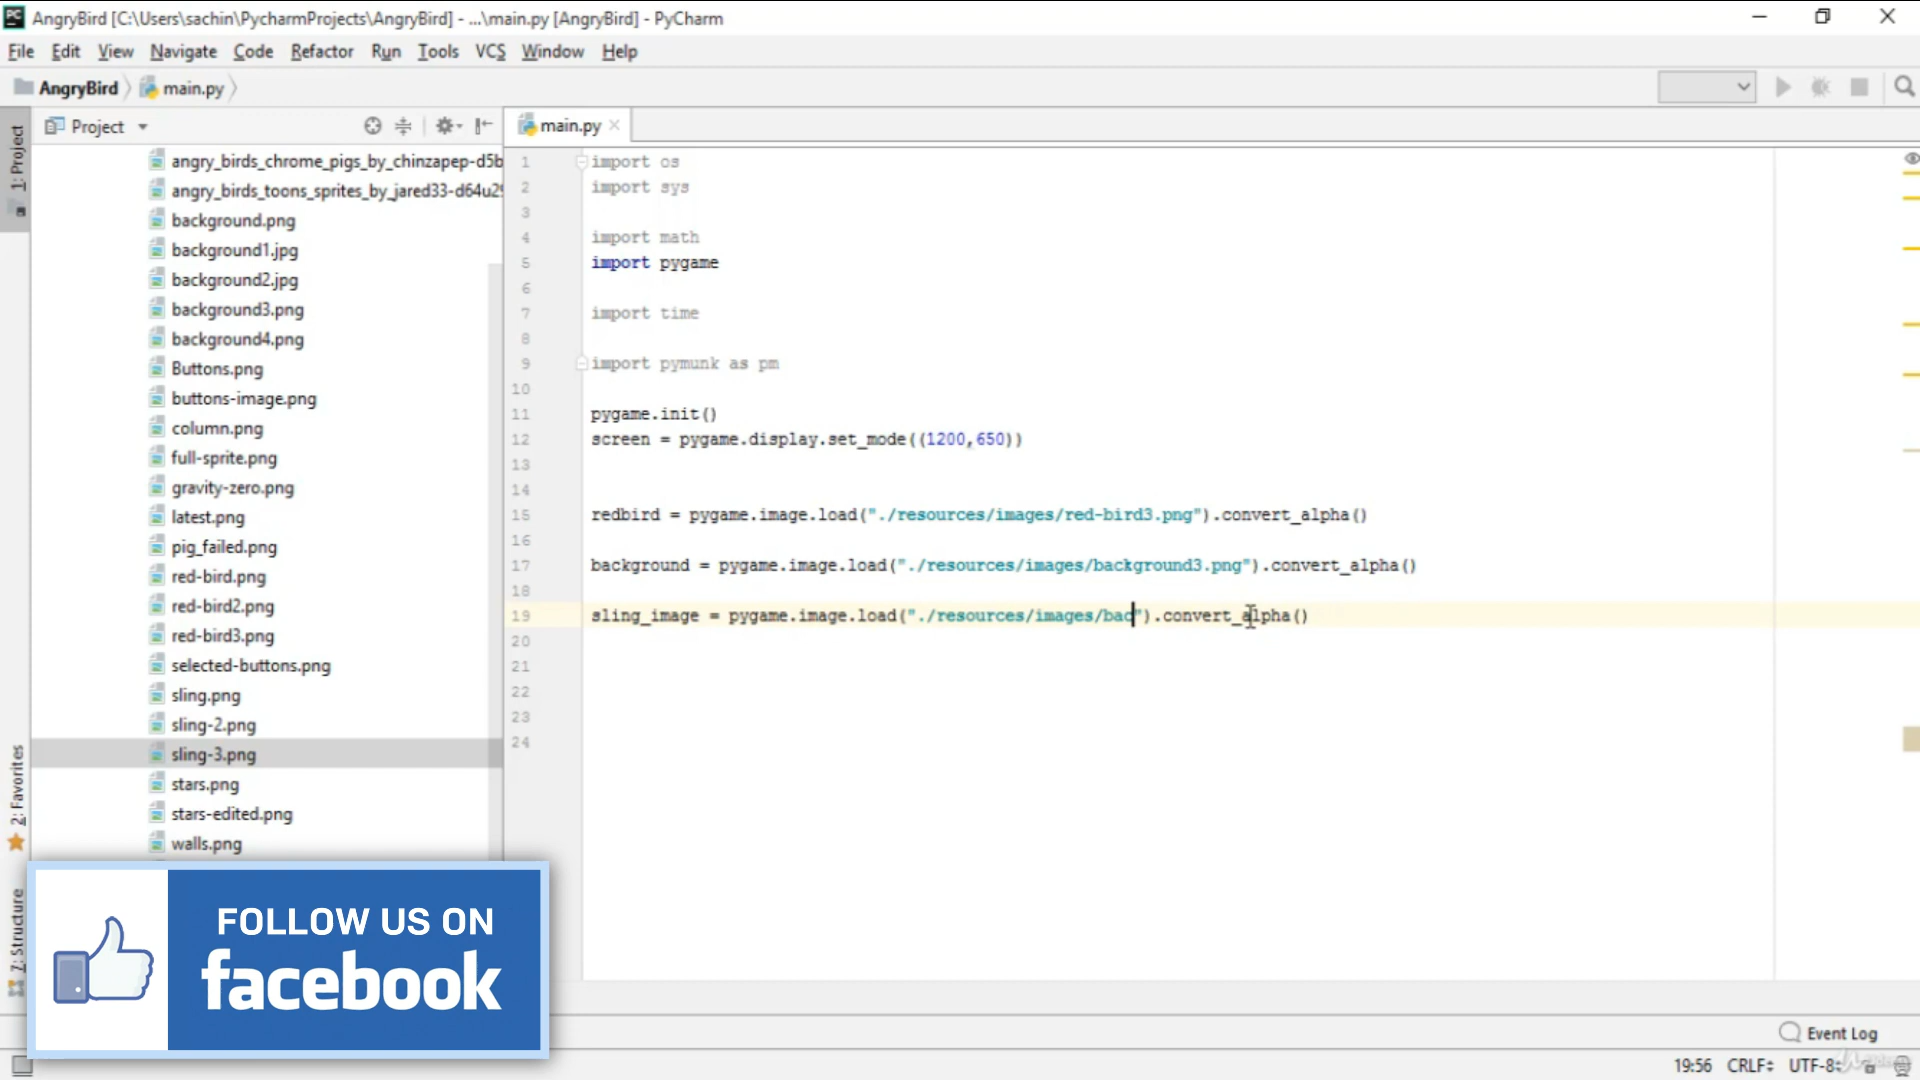 PC AngryBird [C:\Users\sachin\PycharmProjects\AngryBird] - ...\main.py [AngryBird] - PyCharm
File Edit View Navigate Code Refactor Run Tools VCS Window Help
AngryBird main.py
Project
main.py
1: Project
angry_birds_chrome_pigs_by_chinzapep-d5b
angry_birds_toons_sprites_by_jared33-d64u29
background.png
background1.jpg
background2.jpg
background3.png
background4.png
Buttons.png
buttons-image.png
column.png
full-sprite.png
gravity-zero.png
latest.png
pig_failed.png
red-bird.png
red-bird2.png
red-bird3.png
selected-buttons.png
sling.png
sling-2.png
sling-3.png
stars.png
stars-edited.png
walls.png
2: Favorites
7: Structure
1 import os
2 import sys
3
4 import math
5 import pygame
6
7 import time
8
9 import pymunk as pm
10
11 pygame.init()
12 screen = pygame.display.set_mode((1200,650))
13
14
15 redbird = pygame.image.load("./resources/images/red-bird3.png").convert_alpha()
16
17 background = pygame.image.load("./resources/images/background3.png").convert_alpha()
18
19 sling_image = pygame.image.load("./resources/images/bac").convert_alpha()
20
21
22
23
24
FOLLOW US ON
facebook
Event Log
19:56 CRLF UTF-8